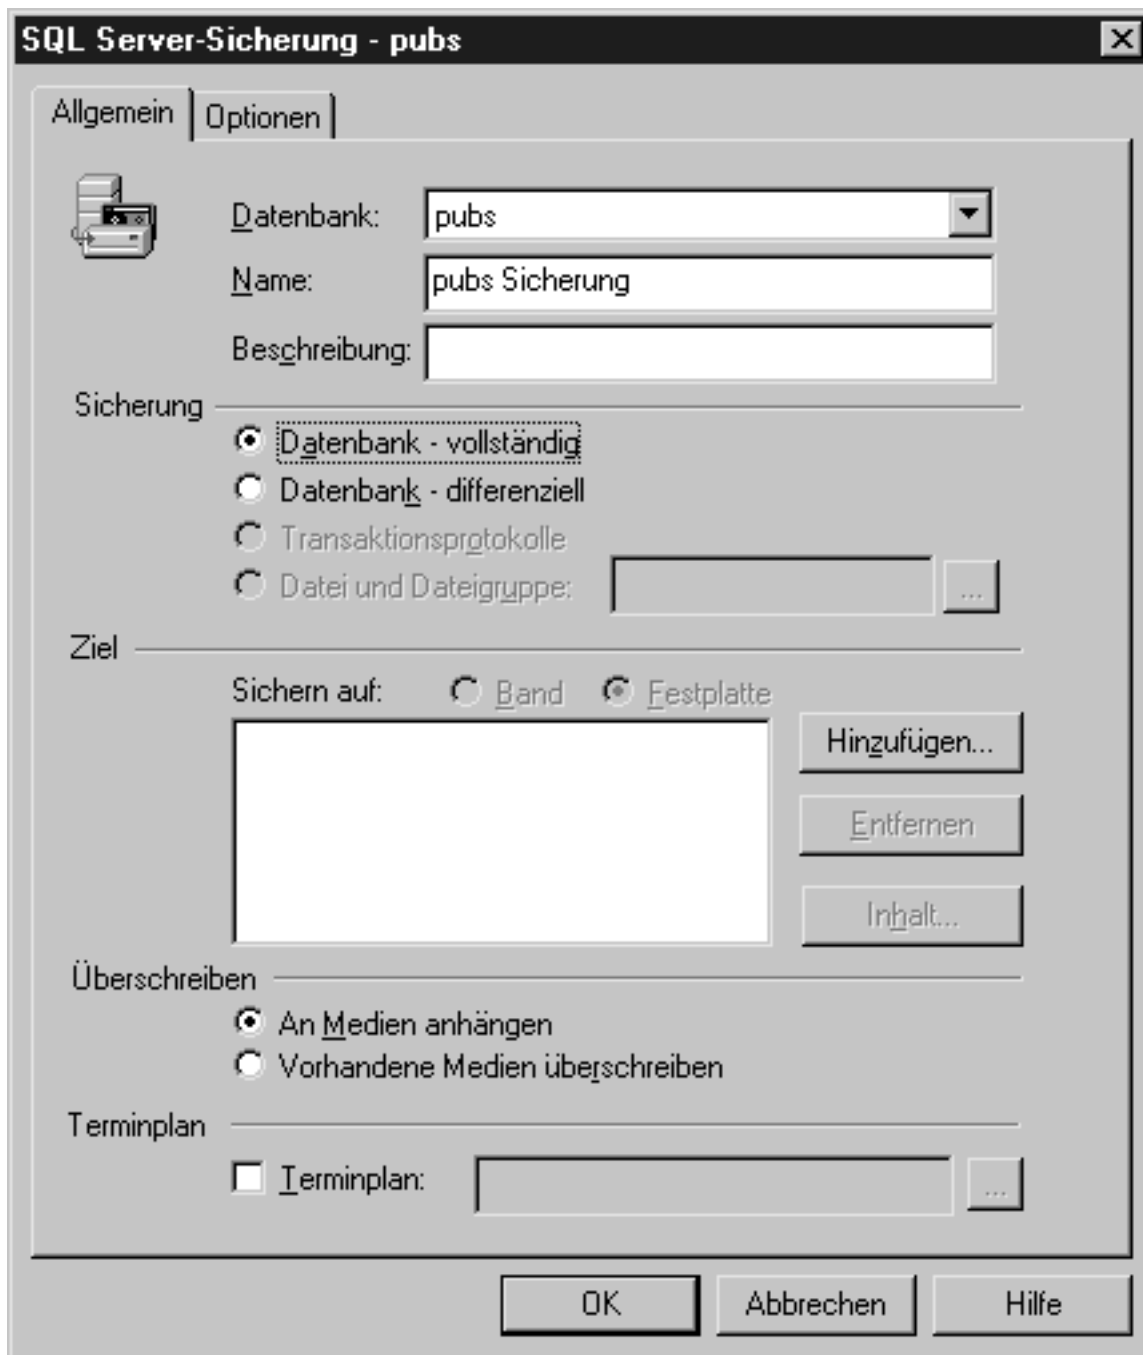 SQL Server-Sicherung - pubs
Allgemein Optionen
Datenbank: pubs
Name: pubs Sicherung
Beschreibung:
Sicherung
Datenbank - vollständig
Datenbank - differenziell
Transaktionsprotokolle
Datei und Dateigruppe: ...
Ziel
Sichern auf: Band Festplatte
Hinzufügen...
Entfernen
Inhalt...
Überschreiben
An Medien anhängen
Vorhandene Medien überschreiben
Terminplan
Terminplan: ...
OK Abbrechen Hilfe